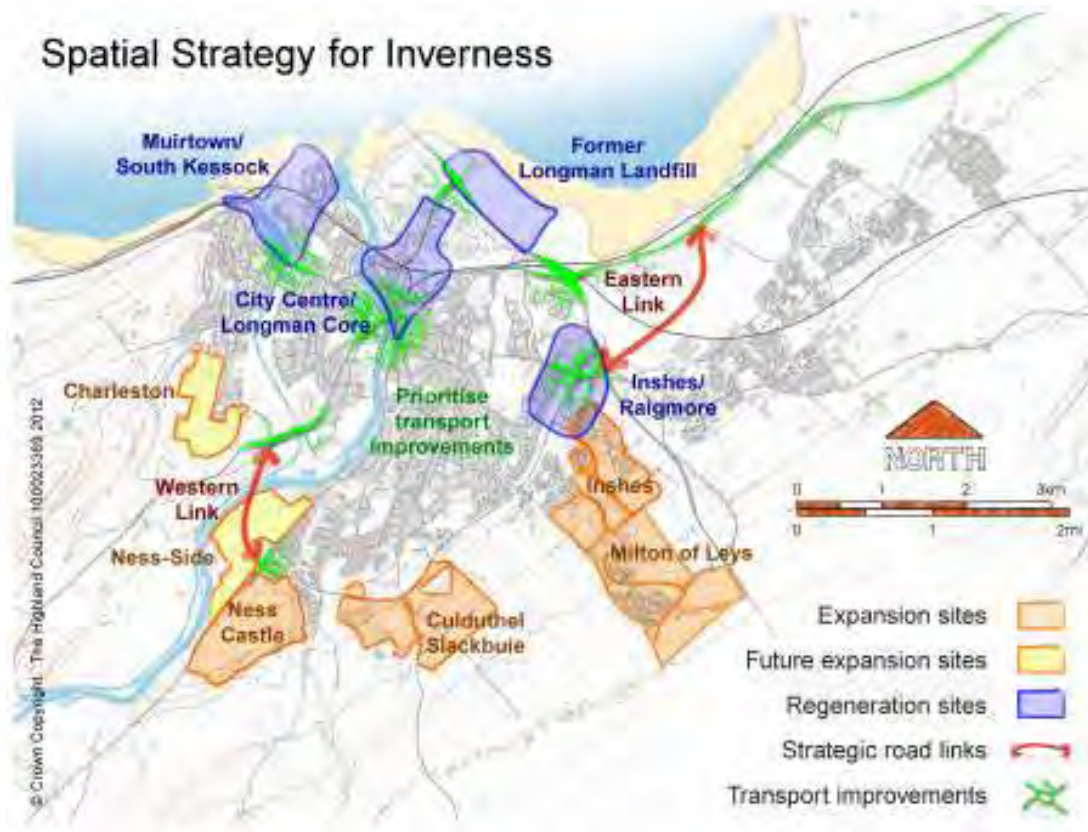 Spatial Strategy for Inverness
Muirtown/
South Kessock
Former
Longman Landfill
City Centre/
Longman Core
Eastern
Link
Charleston
Prioritise
transport
improvements
Inshes/
Raigmore
NORTH
Western
Link
Inshes
0 1 2 3km
0 1 2mi
Ness-Side
Milton of Leys
Ness
Castle
Culduthel
Slackbuie
Expansion sites
Future expansion sites
Regeneration sites
Strategic road links
Transport improvements
© Crown Copyright The Highland Council 100023369 2012